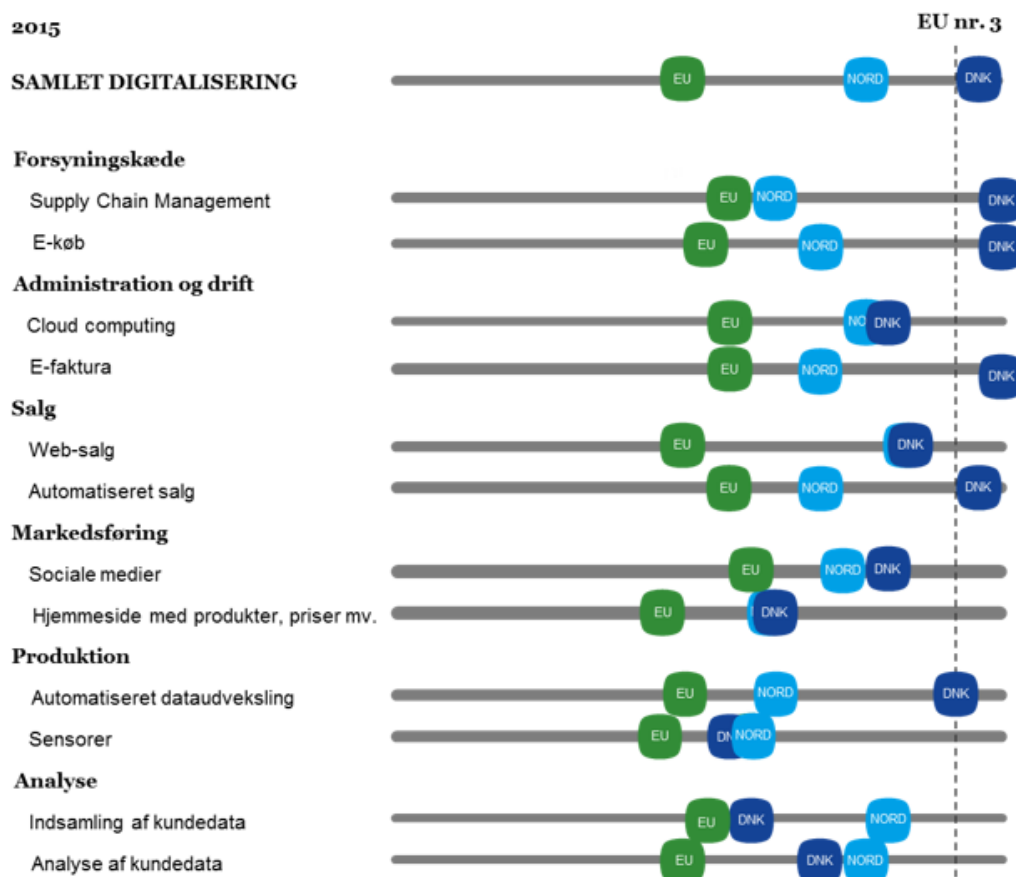 2015 EU nr. 3
SAMLET DIGITALISERING EU NORD DNK
Forsyningskæde
Supply Chain Management EU NORD DNK
E-køb EU NORD DNK
Administration og drift
Cloud computing EU NO DNK
E-faktura EU NORD DNK
Salg
Web-salg EU DNK
Automatiseret salg EU NORD DNK
Markedsføring
Sociale medier EU NORD DNK
Hjemmeside med produkter, priser mv. EU DNK
Produktion
Automatiseret dataudveksling EU NORD DNK
Sensorer EU DN NORD
Analyse
Indsamling af kundedata EU DNK NORD
Analyse af kundedata EU DNK NORD